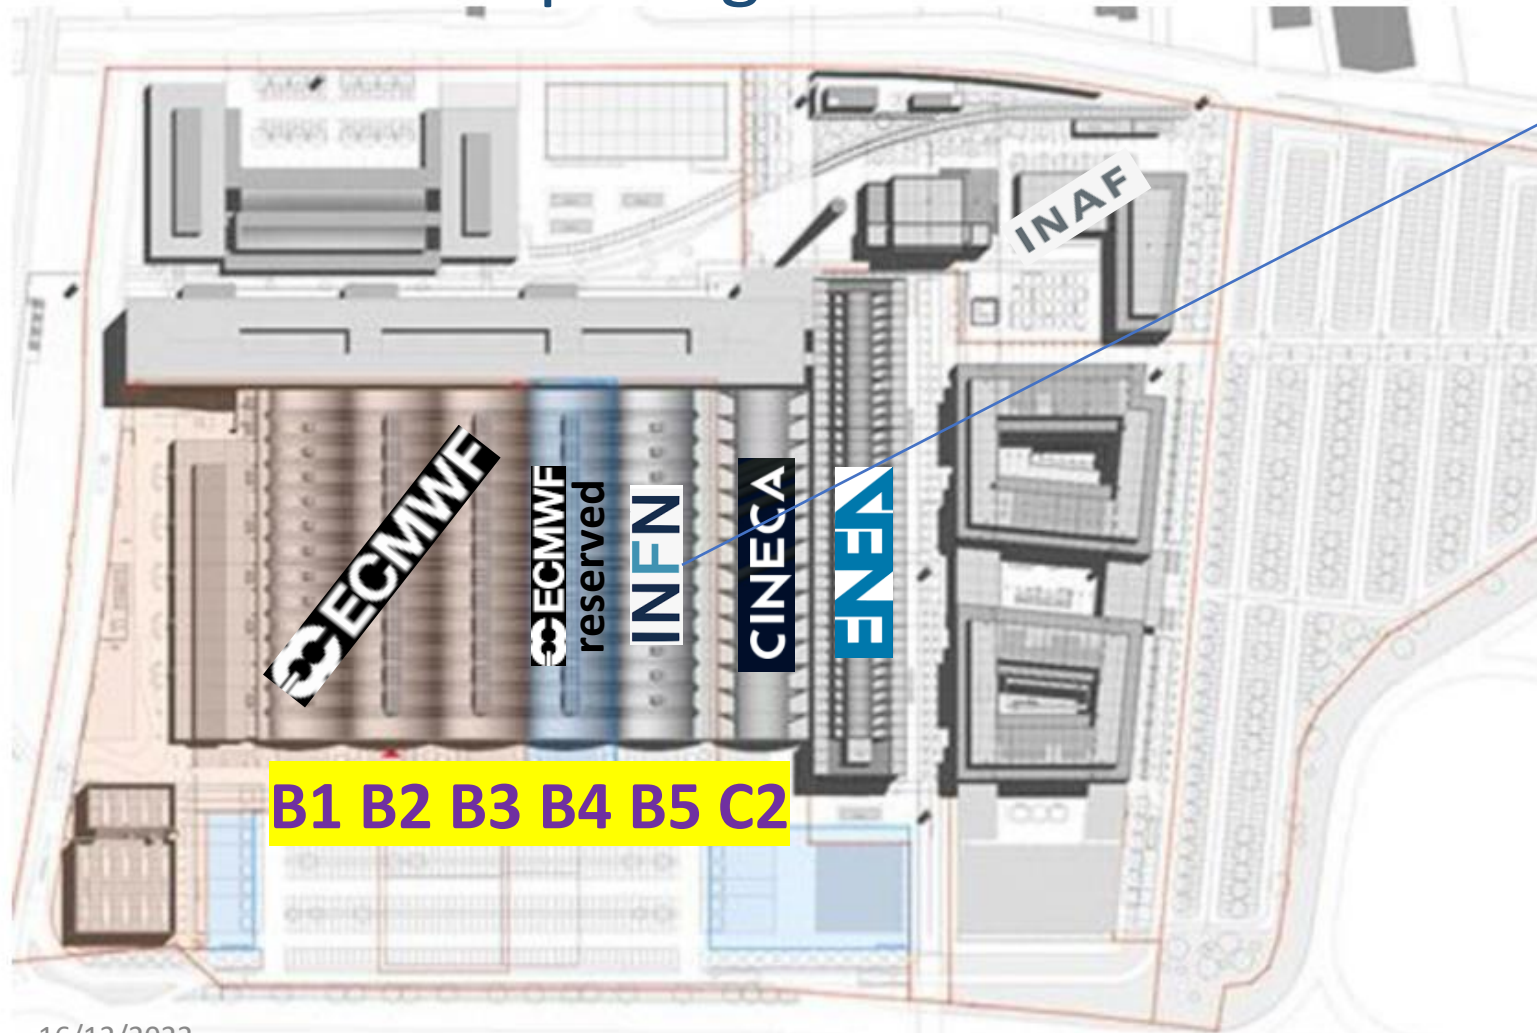 INAF
ECMWF
ECMWF
reserved
INFN
CINECA
ENEA
B1 B2 B3 B4 B5 C2